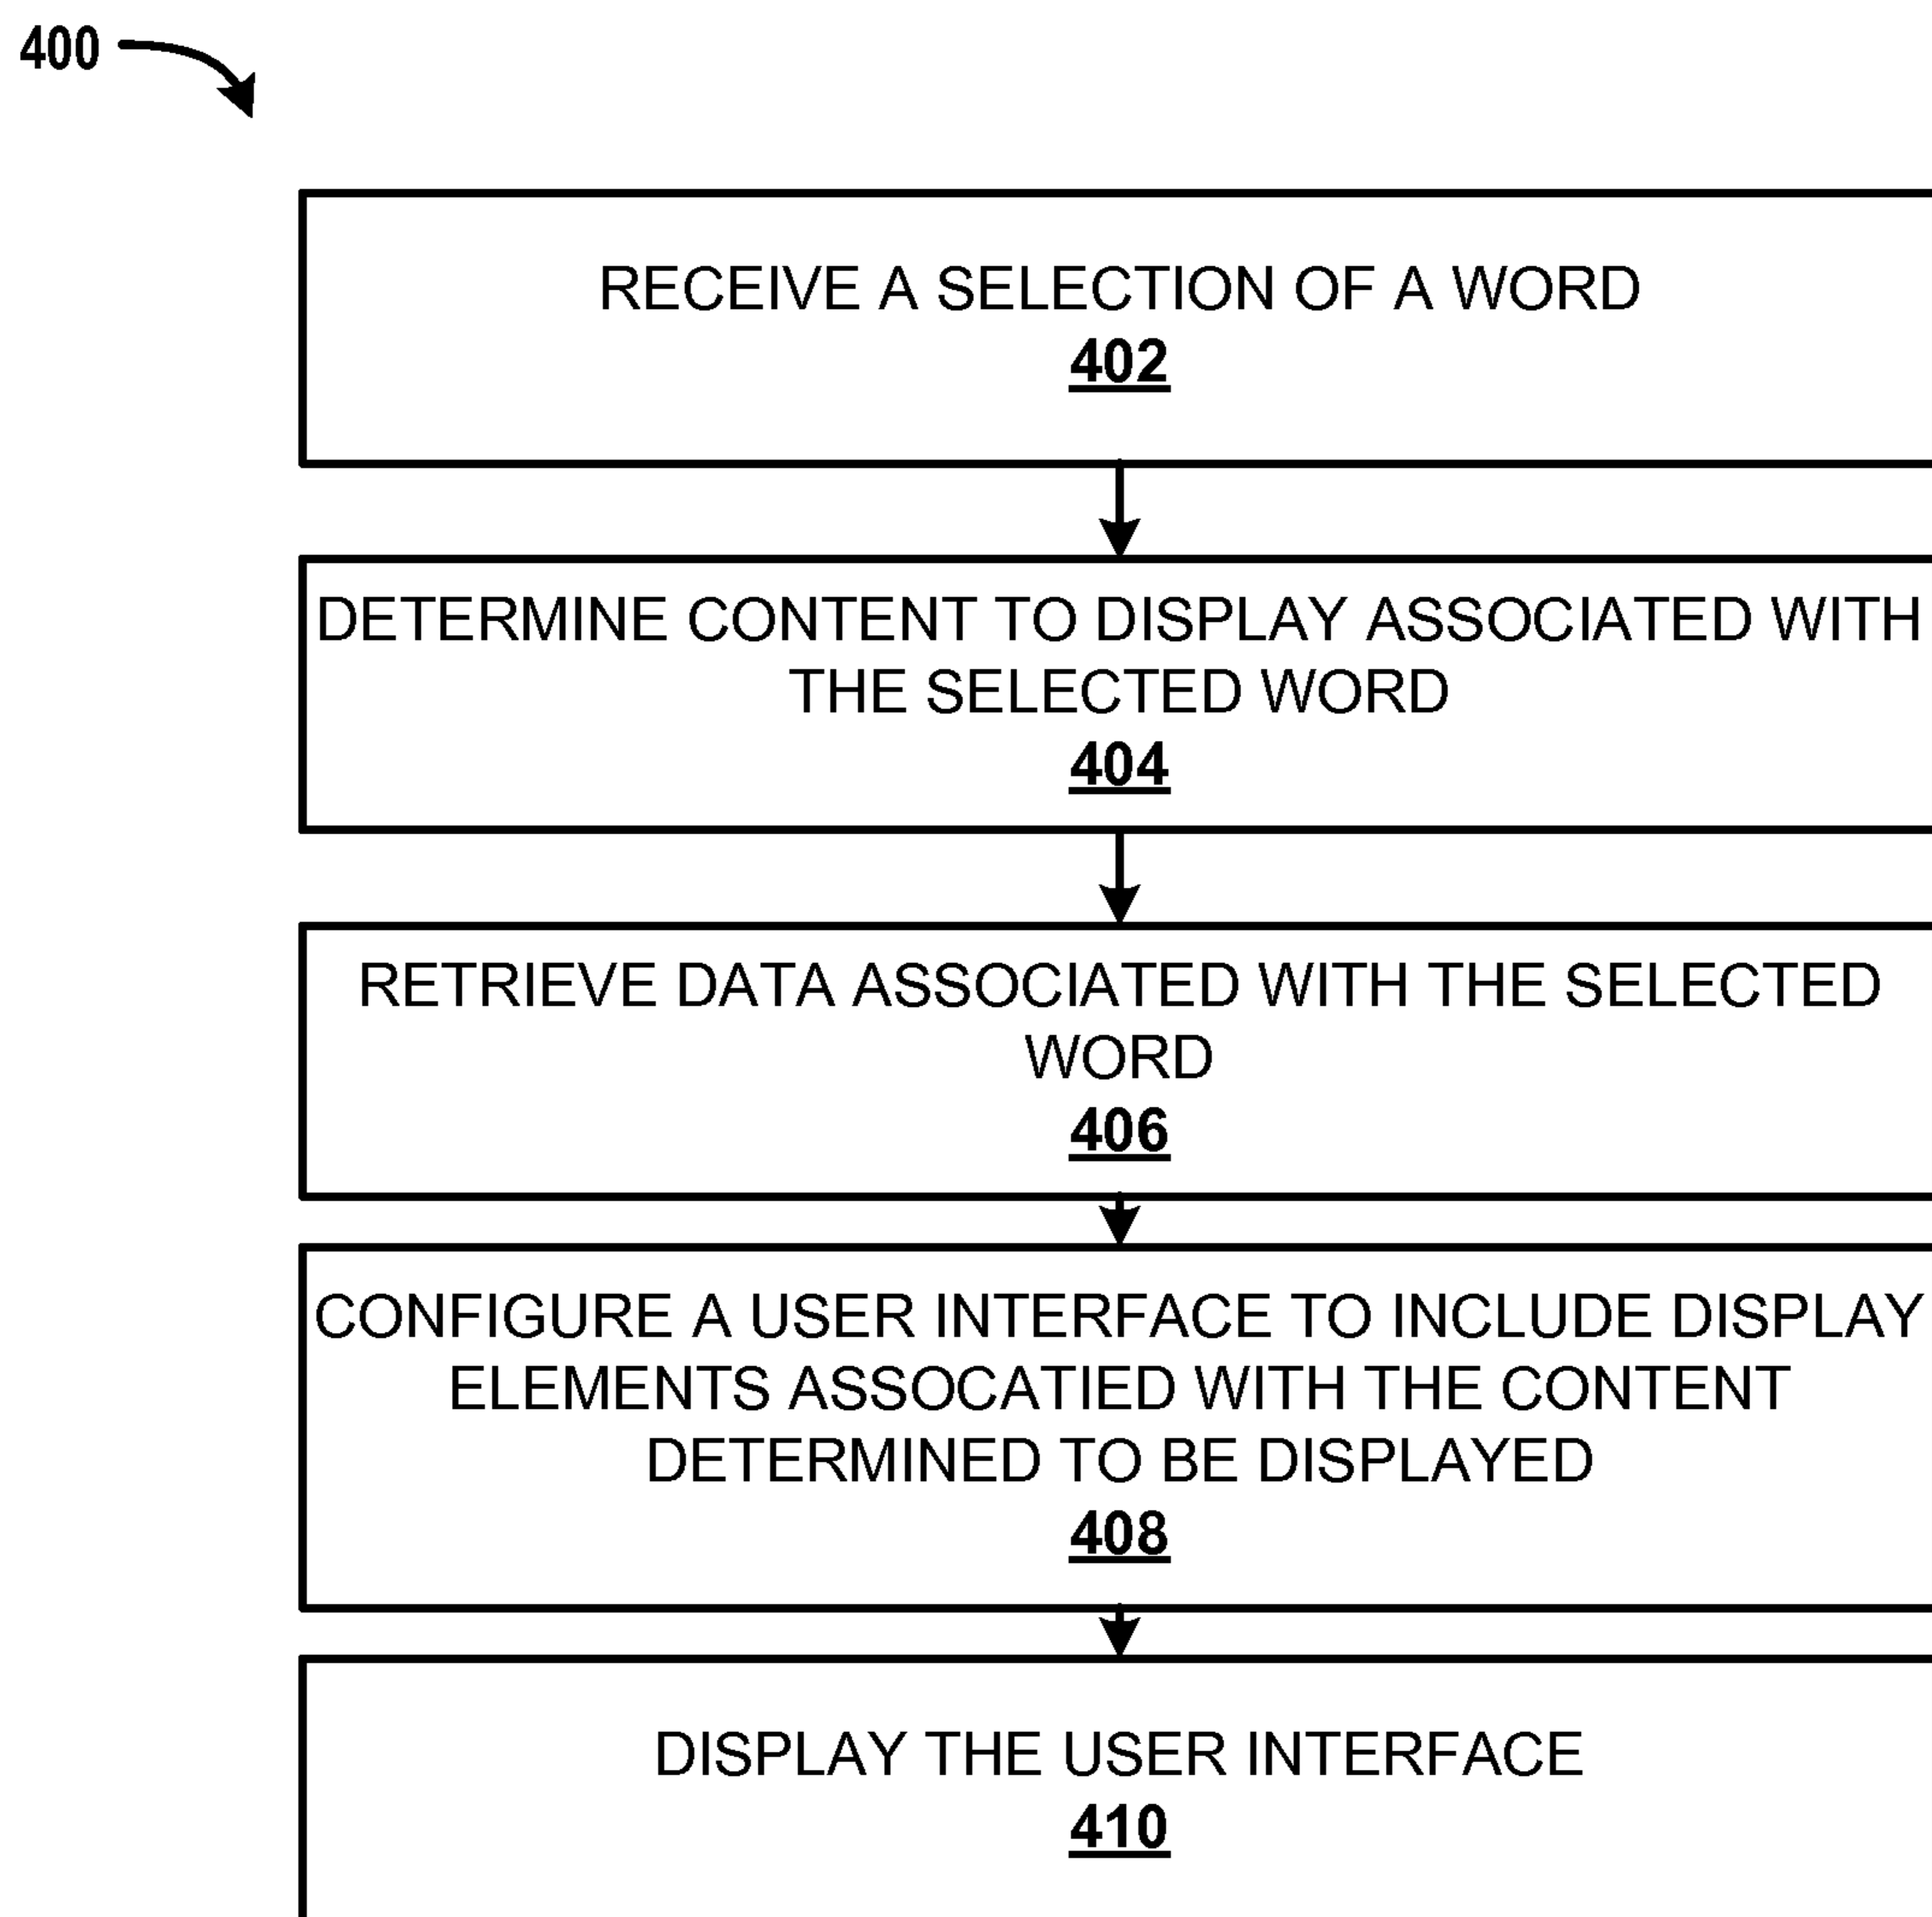 400
RECEIVE A SELECTION OF A WORD
402
DETERMINE CONTENT TO DISPLAY ASSOCIATED WITH
THE SELECTED WORD
404
RETRIEVE DATA ASSOCIATED WITH THE SELECTED
WORD
406
CONFIGURE A USER INTERFACE TO INCLUDE DISPLAY
ELEMENTS ASSOCATIED WITH THE CONTENT
DETERMINED TO BE DISPLAYED
408
DISPLAY THE USER INTERFACE
410